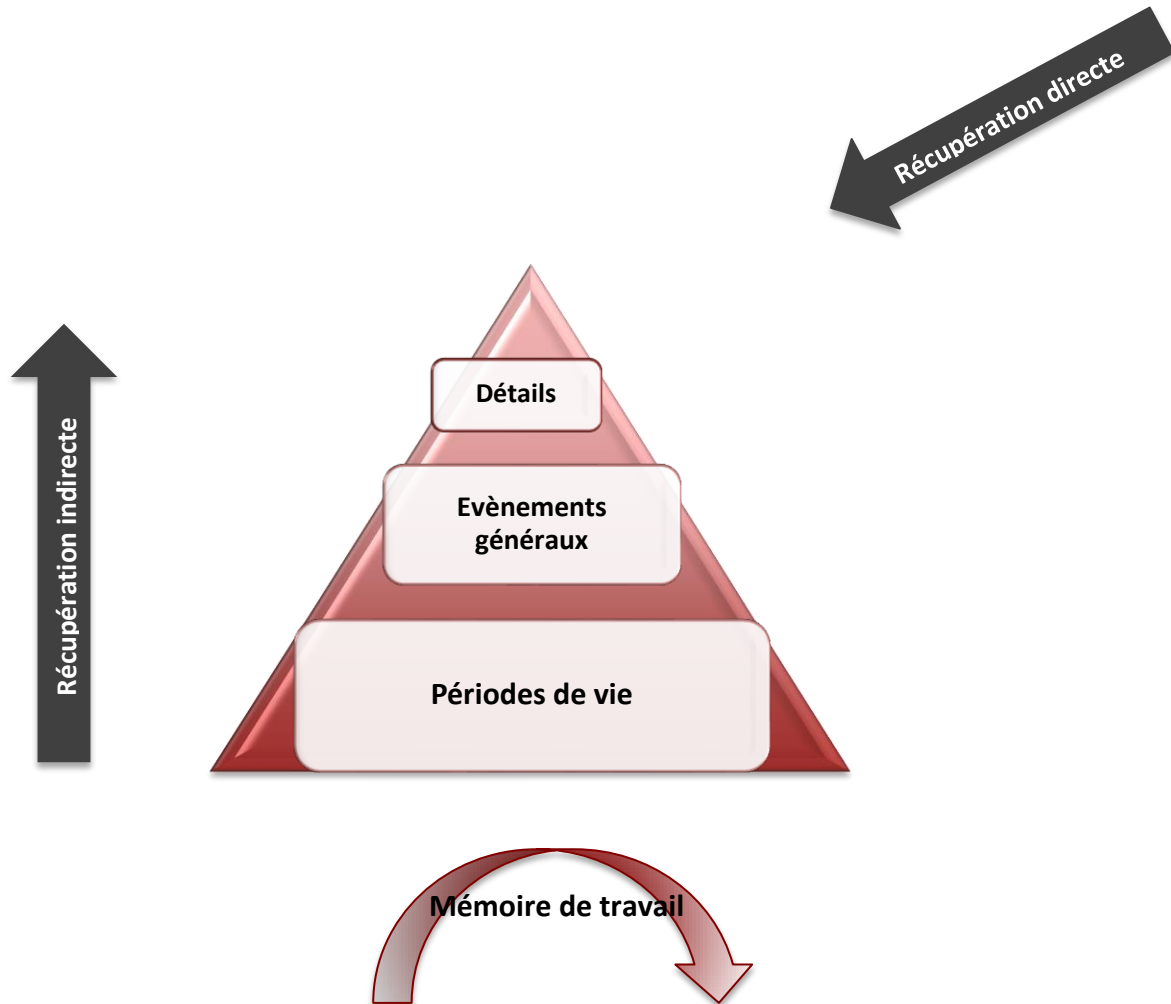 Récupération directe
Détails
Evènements
généraux
Récupération indirecte
Périodes de vie
Mémoire de travail